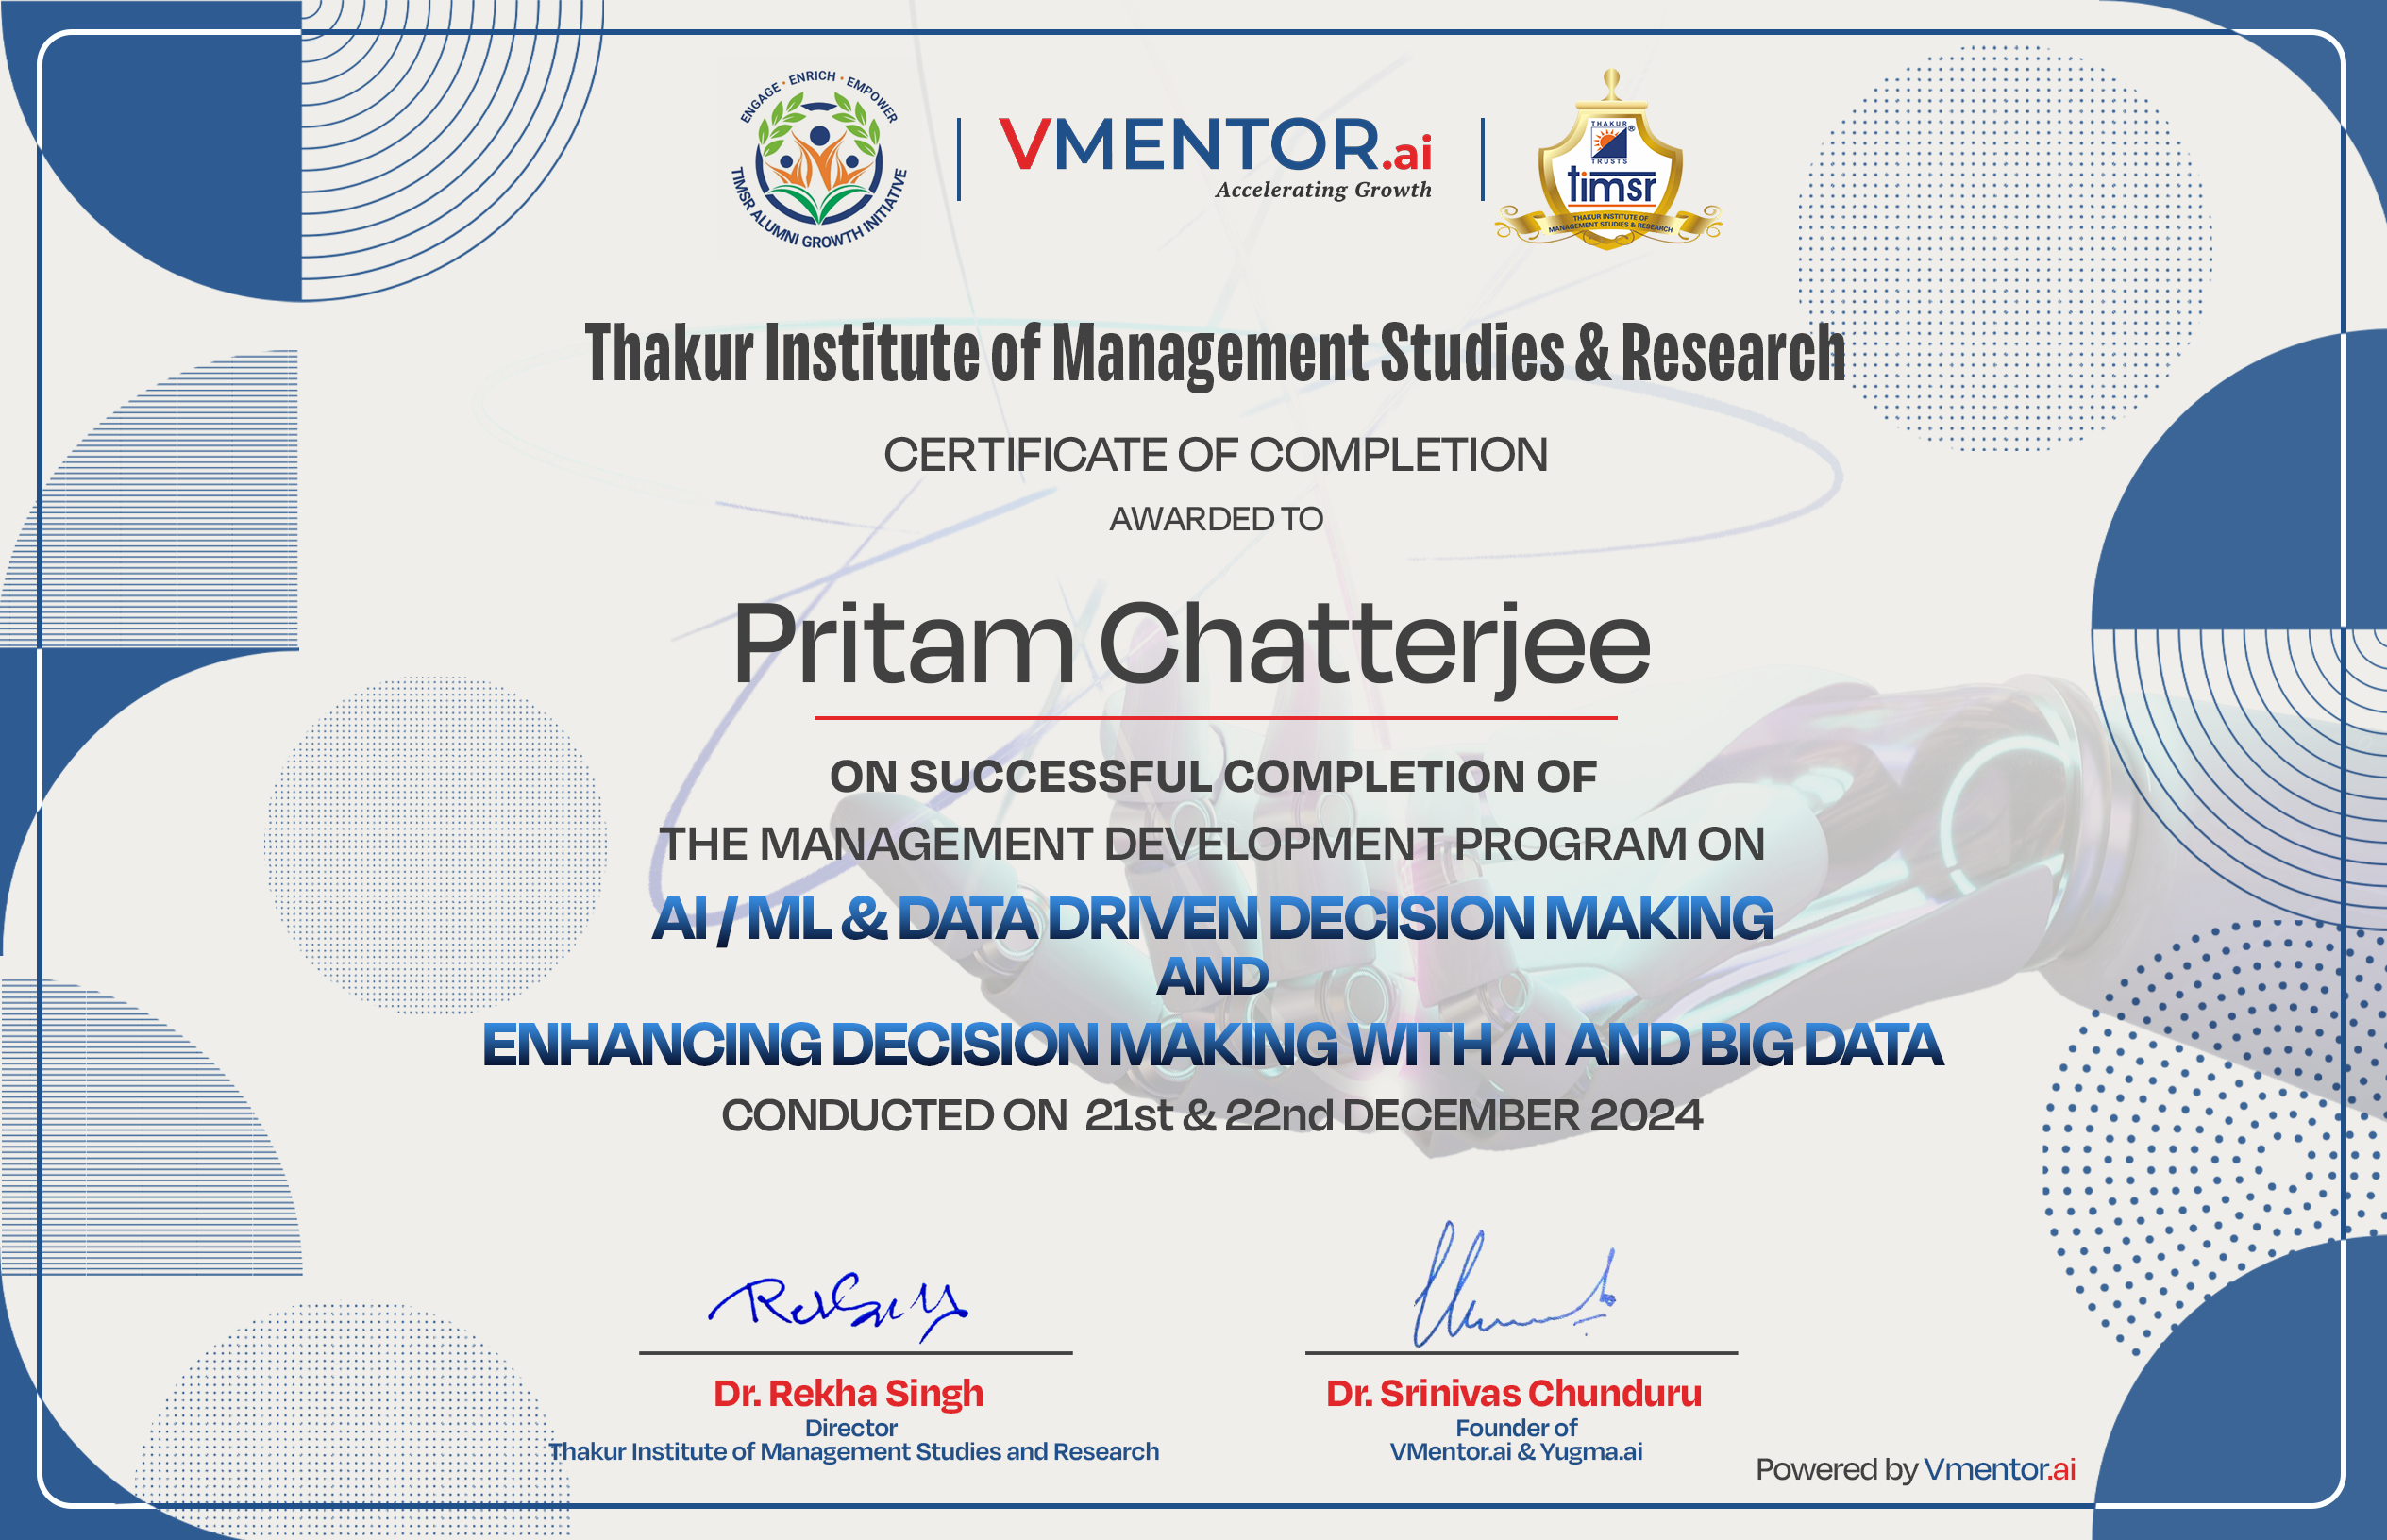 ENGAGE · ENRICH · EMPOWER
TIMSR ALUMNI GROWTH INITIATIVE
VMENTOR.ai
Accelerating Growth
THAKUR
TRUSTS
timsr
THAKUR INSTITUTE OF
MANAGEMENT STUDIES & RESEARCH
Thakur Institute of Management Studies & Research
CERTIFICATE OF COMPLETION
AWARDED TO
Pritam Chatterjee
ON SUCCESSFUL COMPLETION OF
THE MANAGEMENT DEVELOPMENT PROGRAM ON
AI / ML & DATA DRIVEN DECISION MAKING
AND
ENHANCING DECISION MAKING WITH AI AND BIG DATA
CONDUCTED ON 21st & 22nd DECEMBER 2024
Dr. Rekha Singh
Director
Thakur Institute of Management Studies and Research
Dr. Srinivas Chunduru
Founder of
VMentor.ai & Yugma.ai
Powered by Vmentor.ai